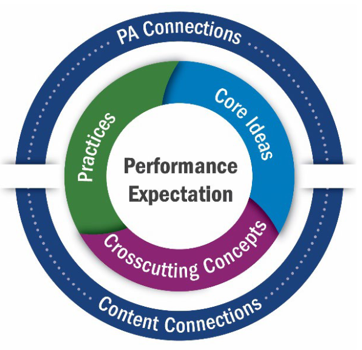 PA Connections
Practices
Core Ideas
Performance
Expectation
Crosscutting Concepts
Content Connections